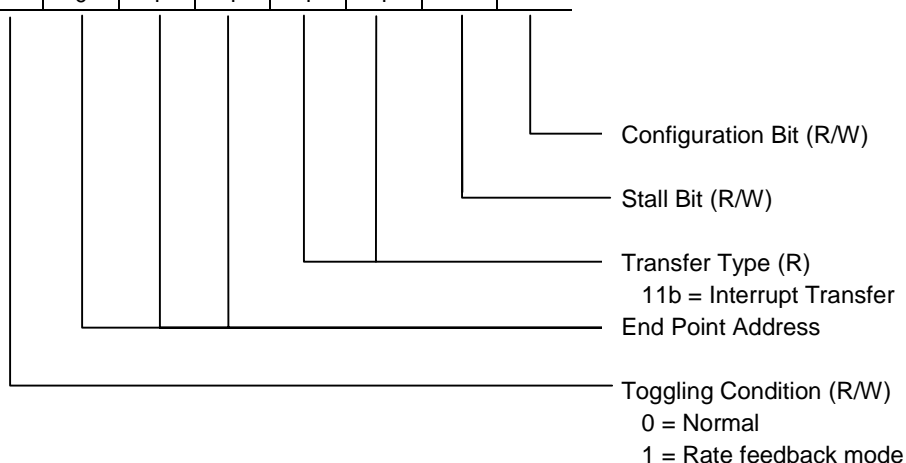 Configuration Bit (R/W)
Stall Bit (R/W)
Transfer Type (R)
11b = Interrupt Transfer
End Point Address
Toggling Condition (R/W)
0 = Normal
1 = Rate feedback mode